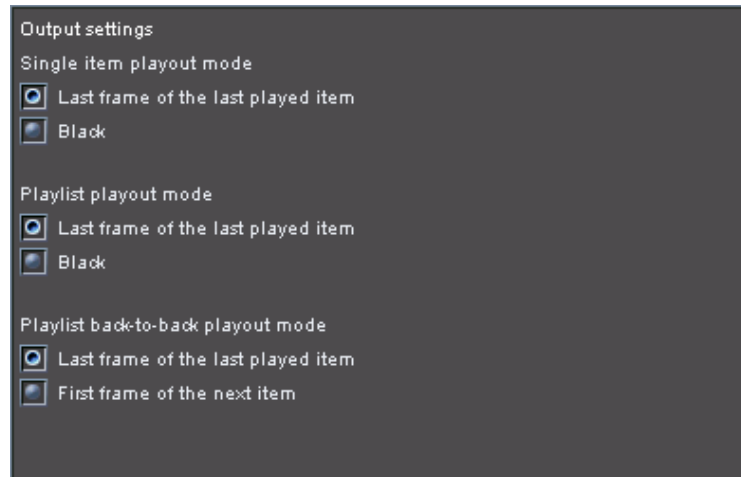 Output settings
Single item playout mode
Last frame of the last played item
Black
Playlist playout mode
Last frame of the last played item
Black
Playlist back-to-back playout mode
Last frame of the last played item
First frame of the next item